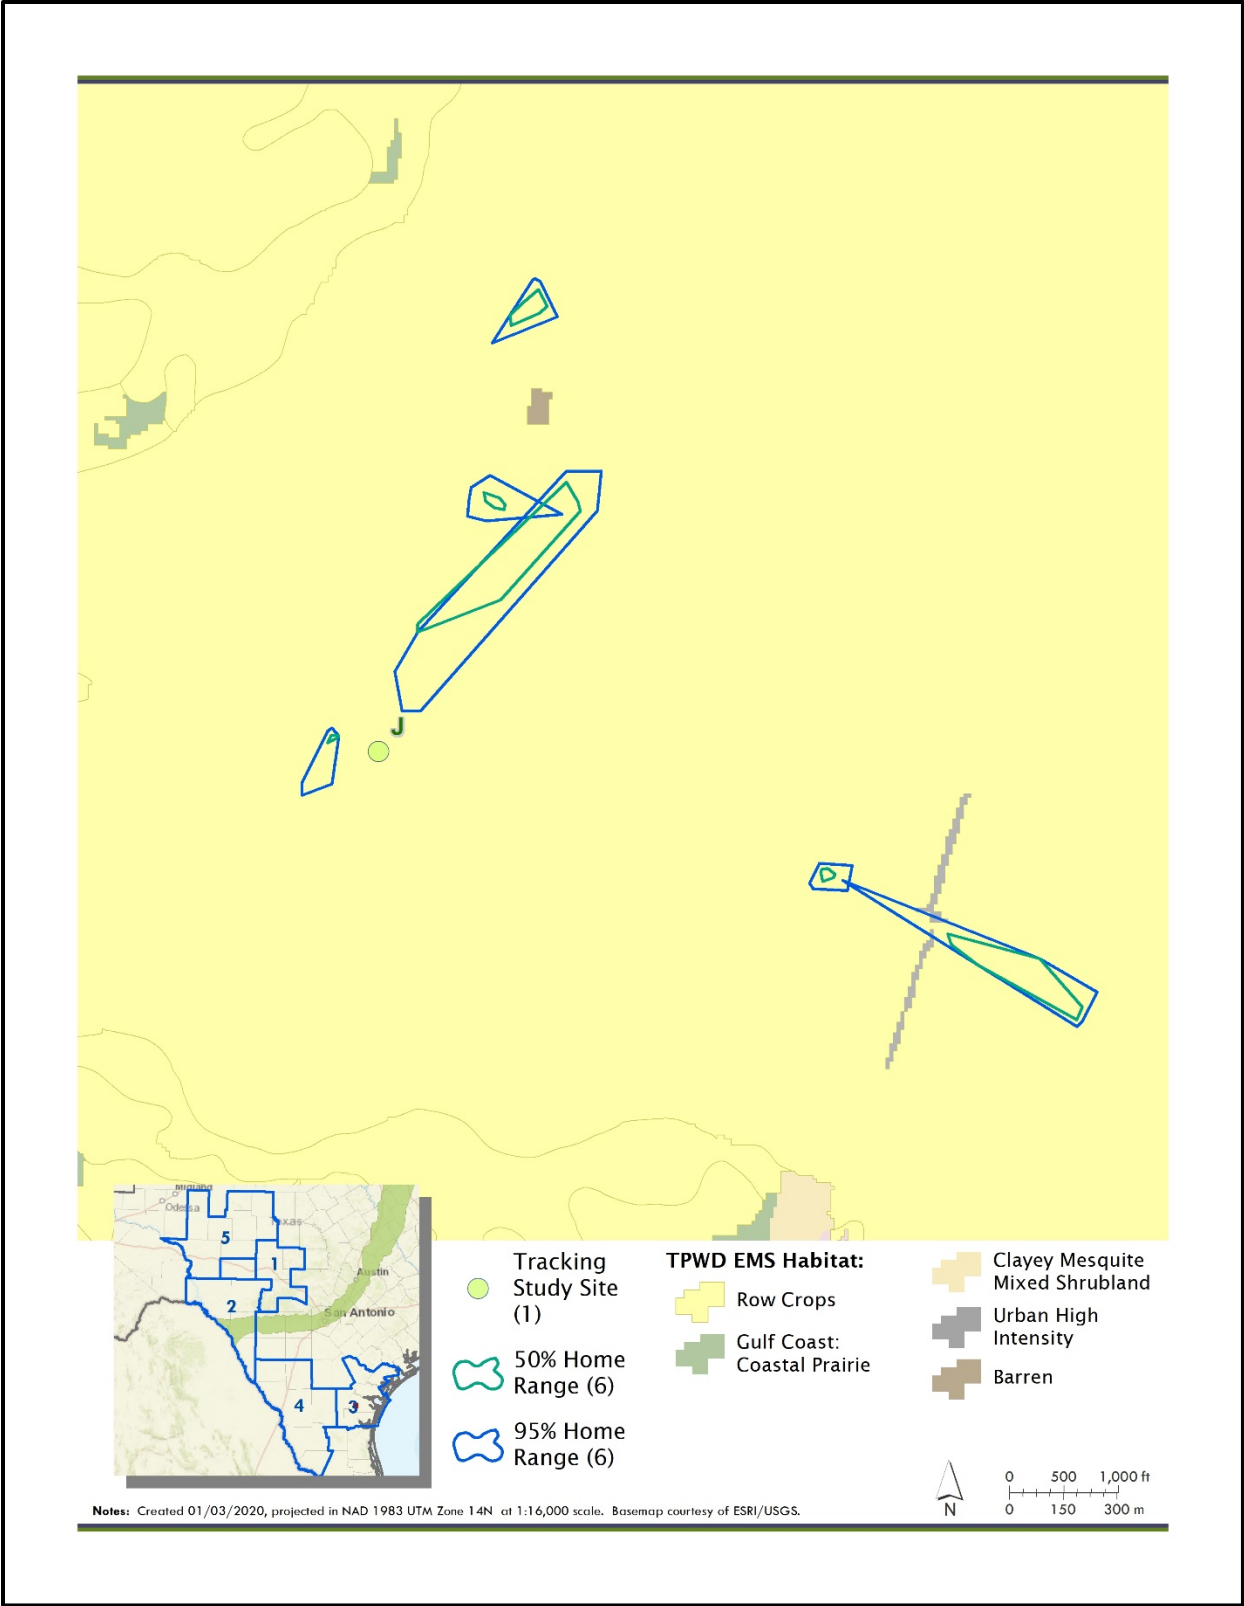 J
Midland
Odessa
Texas
5
1
Austin
2
San Antonio
4
3
Tracking
Study Site
(1)
50% Home
Range (6)
95% Home
Range (6)
TPWD EMS Habitat:
Row Crops
Gulf Coast:
Coastal Prairie
Clayey Mesquite
Mixed Shrubland
Urban High
Intensity
Barren
N
0 500 1,000 ft
0 150 300 m
Notes: Created 01/03/2020, projected in NAD 1983 UTM Zone 14N at 1:16,000 scale. Basemap courtesy of ESRI/USGS.